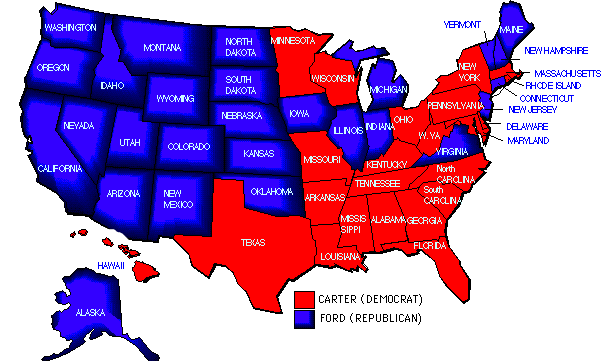 WASHINGTON
OREGON
CALIFORNIA
NEVADA
IDAHO
MONTANA
WYOMING
UTAH
ARIZONA
COLORADO
NEW
MEXICO
NORTH
DAKOTA
SOUTH
DAKOTA
NEBRASKA
KANSAS
OKLAHOMA
TEXAS
MINNESOTA
IOWA
MISSOURI
ARKANSAS
LOUISIANA
WISCONSIN
ILLINOIS
MICHIGAN
INDIANA
OHIO
KENTUCKY
TENNESSEE
MISSIS
SIPPI
ALABAMA
GEORGIA
FLORIDA
South
CARCLINA
North
CARCLINA
VIRGINIA
W. VA
PENNSYLVANIA
NEW
YORK
VERMONT
MAINE
NEW HAMPSHIRE
MASSACHUSETTS
RHODE ISLAND
CONNECTICUT
NEW JERSEY
DELAWARE
MARYLAND
HAWAII
ALASKA
CARTER (DEMOCRAT)
FORD (REPUBLICAN)